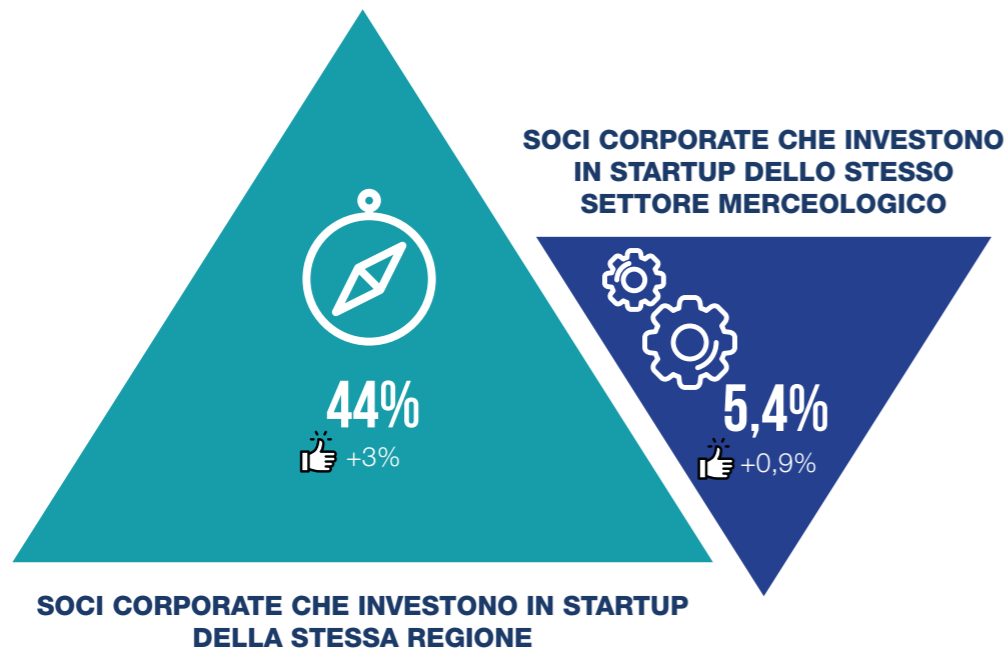 SOCI CORPORATE CHE INVESTONO
IN STARTUP DELLO STESSO
SETTORE MERCEOLOGICO
44%
+3%
5,4%
+0,9%
SOCI CORPORATE CHE INVESTONO IN STARTUP
DELLA STESSA REGIONE